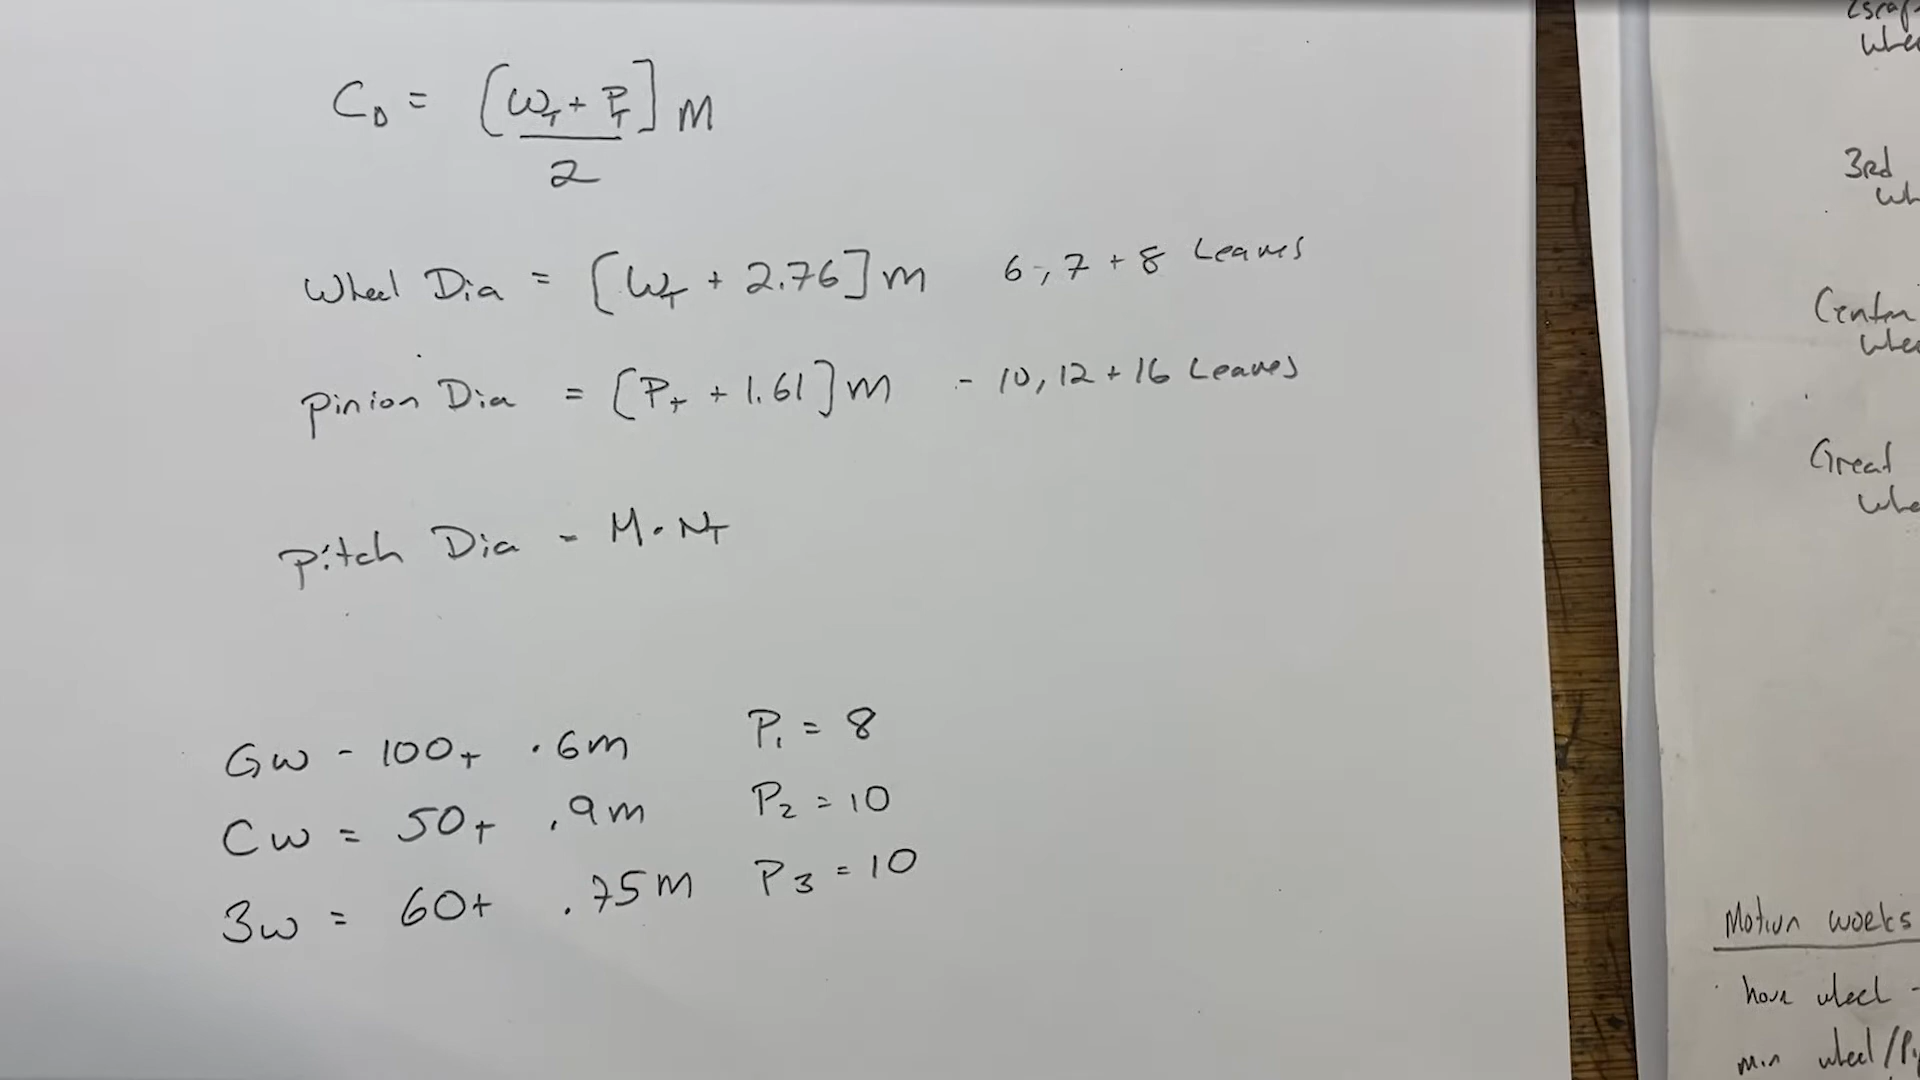 C_D = [W_T + P_T / 2] M
Wheel Dia = [W_T + 2.76] m 6, 7 + 8 Leaves
Pinion Dia = [P_T + 1.61] m - 10, 12 + 16 Leaves
Pitch Dia = M · N_T
GW - 100T .6m P1 = 8
CW = 50T .9m P2 = 10
3W = 60T .75m P3 = 10
3rd
Great
Motion works
hour wheel -
min wheel / P